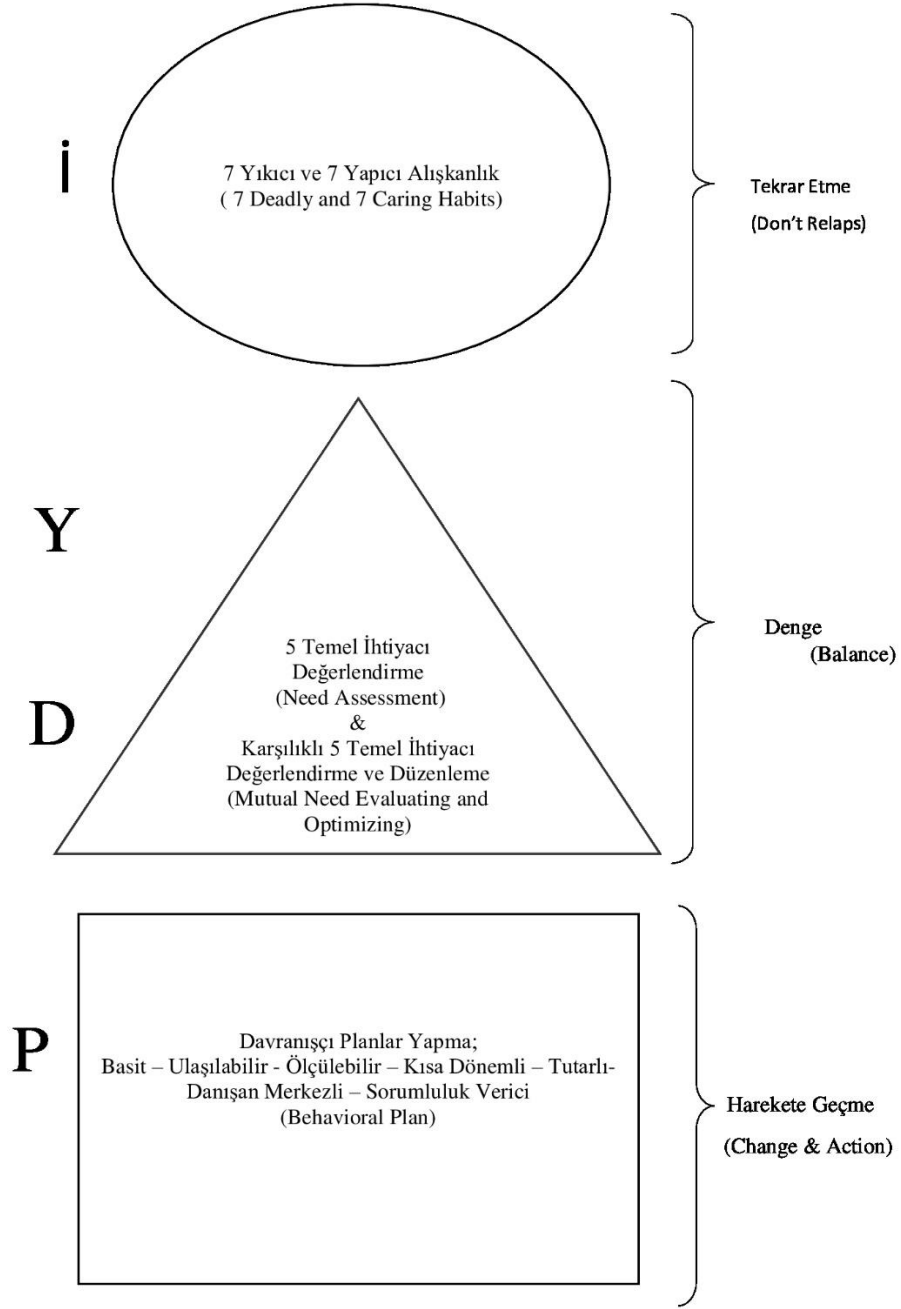 İ
7 Yıkıcı ve 7 Yapıcı Alışkanlık
( 7 Deadly and 7 Caring Habits)
Tekrar Etme
(Don't Relaps)
Y
D
5 Temel İhtiyacı
Değerlendirme
(Need Assessment)
&
Karşılıklı 5 Temel İhtiyacı
Değerlendirme ve Düzenleme
(Mutual Need Evaluating and
Optimizing)
Denge
(Balance)
P
Davranışçı Planlar Yapma;
Basit – Ulaşılabilir - Ölçülebilir – Kısa Dönemli – Tutarlı-
Danışan Merkezli – Sorumluluk Verici
(Behavioral Plan)
Harekete Geçme
(Change & Action)